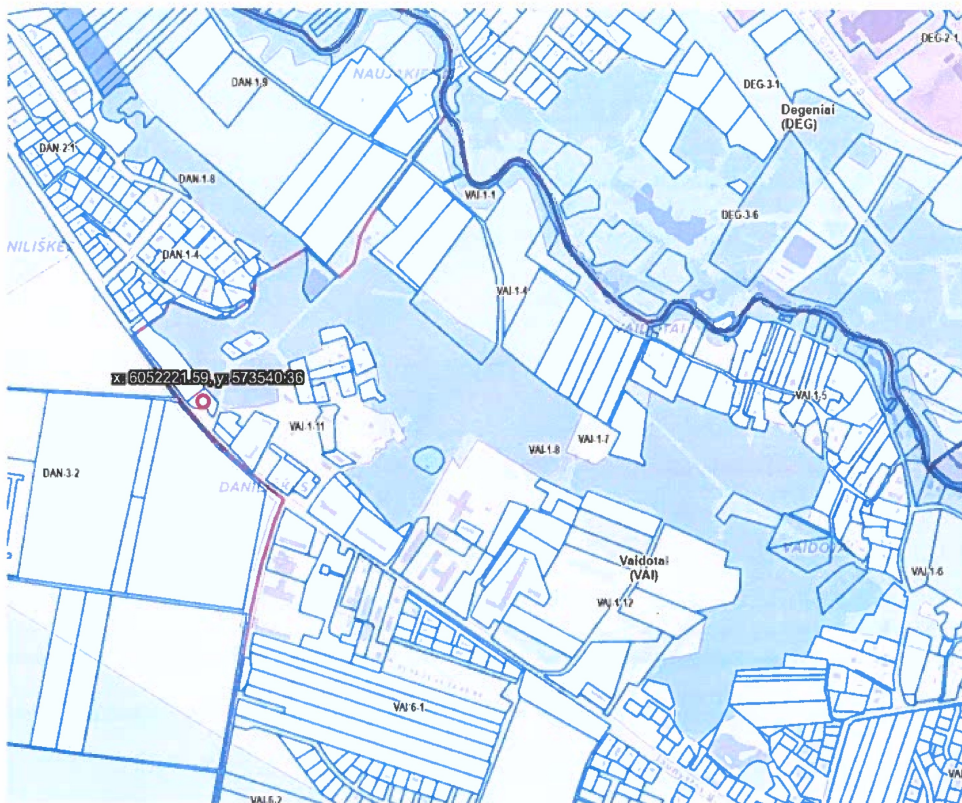 DEG-2-1
NAUJAKIE
DAN-1-9
DEG-3-1
Degeniai
(DEG)
DAN-2-1
DAN-1-8
VAI-1-1
DEG-3-6
NILIŠKĖS
DAN-1-4
VAI-1-4
VAIDOTAI
x: 6052221.59, y: 573540.36
VAI-1-5
VAI-1-11
VAI-1-7
VAI-1-8
DAN-3-2
DANILIŠKĖS
VAIDOTAI
Vaidotai
(VAI)
VAI-1-6
VAI-1-12
VAI-6-1
VAI-6-2